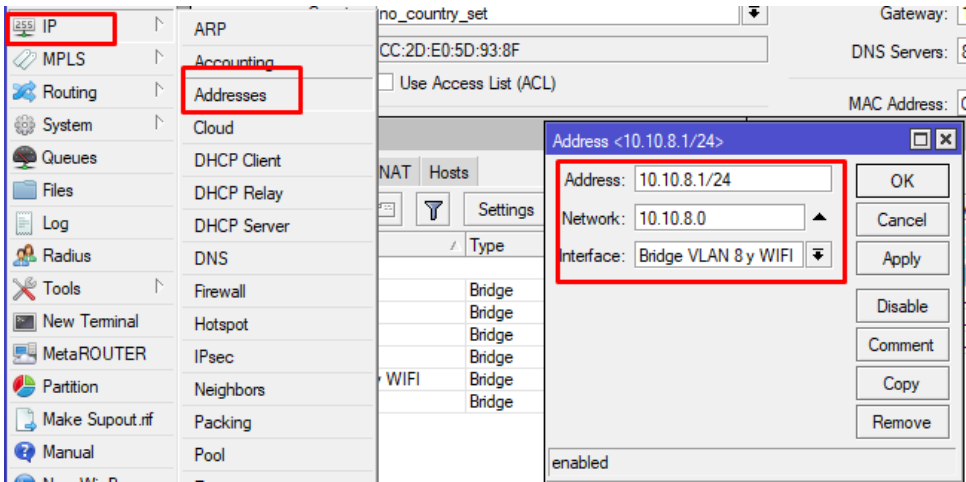 IP
MPLS
Routing
System
Queues
Files
Log
Radius
Tools
New Terminal
MetaROUTER
Partition
Make Supout.rif
Manual
ARP
Accounting
Addresses
Cloud
DHCP Client
DHCP Relay
DHCP Server
DNS
Firewall
Hotspot
IPsec
Neighbors
Packing
Pool
no_country_set
CC:2D:E0:5D:93:8F
Use Access List (ACL)
Gateway:
DNS Servers:
MAC Address:
NAT Hosts
Settings
Type
Bridge
Bridge
Bridge
Bridge
WIFI Bridge
Bridge
Address <10.10.8.1/24>
Address: 10.10.8.1/24
Network: 10.10.8.0
Interface: Bridge VLAN 8 y WIFI
OK
Cancel
Apply
Disable
Comment
Copy
Remove
enabled